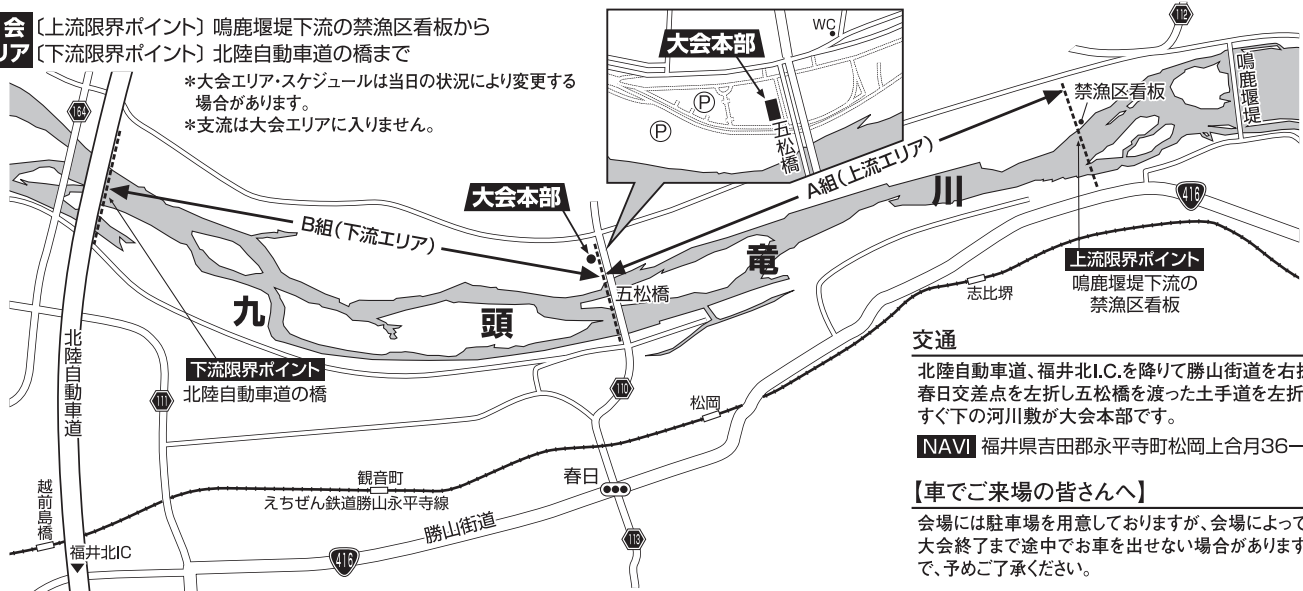 会 〔上流限界ポイント〕鳴鹿堰堤下流の禁漁区看板から
リア 〔下流限界ポイント〕北陸自動車道の橋まで
*大会エリア・スケジュールは当日の状況により変更する
場合があります。
*支流は大会エリアに入りません。
大会本部
WC
P
P
五松橋
112
鳴鹿堰堤
禁漁区看板
164
A組(上流エリア)
大会本部
B組(下流エリア)
五松橋
川
竜
頭
九
416
上流限界ポイント
鳴鹿堰堤下流の
禁漁区看板
志比堺
北陸自動車道
下流限界ポイント
北陸自動車道の橋
111
110
松岡
観音町
えちぜん鉄道勝山永平寺線
春日
勝山街道
越前島橋
福井北IC
416
113
交通
北陸自動車道、福井北I.C.を降りて勝山街道を右折
春日交差点を左折し五松橋を渡った土手道を左折
すぐ下の河川敷が大会本部です。
NAVI 福井県吉田郡永平寺町松岡上合月36ー
【車でご来場の皆さんへ】
会場には駐車場を用意しておりますが、会場によって
大会終了まで途中でお車を出せない場合があります
で、予めご了承ください。